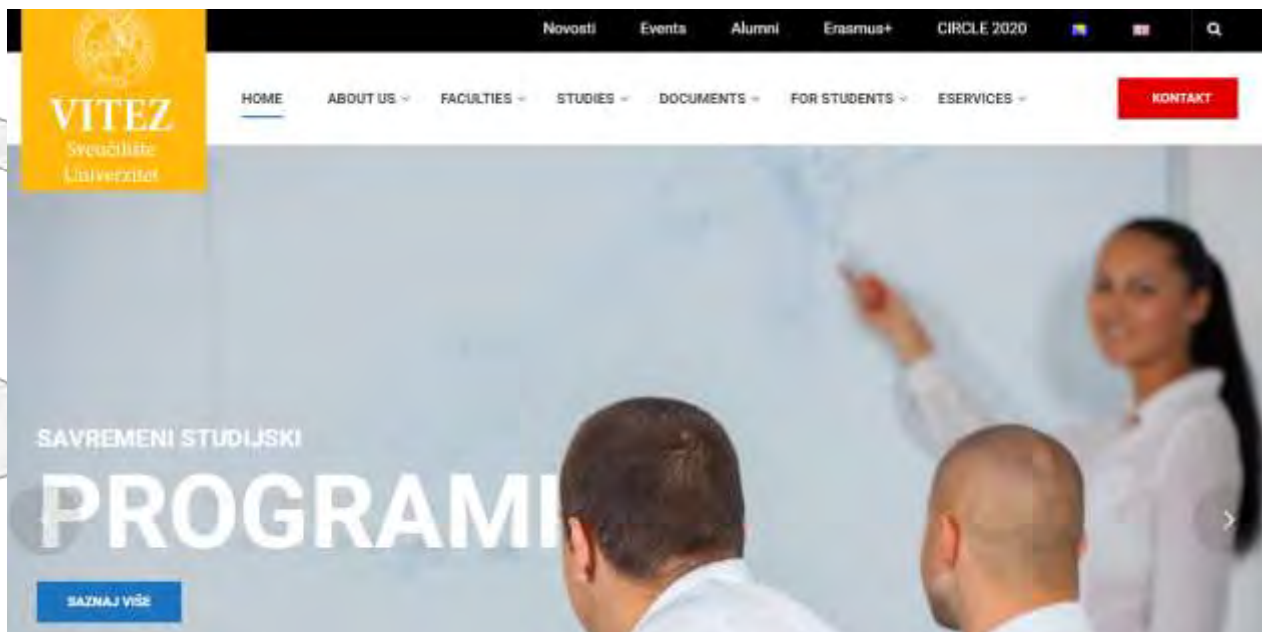 Novosti Events Alumni Erasmus+ CIRCLE 2020
VITEZ
Sveučilište
Univerzitet
HOME ABOUT US FACULTIES STUDIES DOCUMENTS FOR STUDENTS ESERVICES KONTAKT
SAVREMENI STUDIJSKI
PROGRAMI
SAZNAJ VIŠE